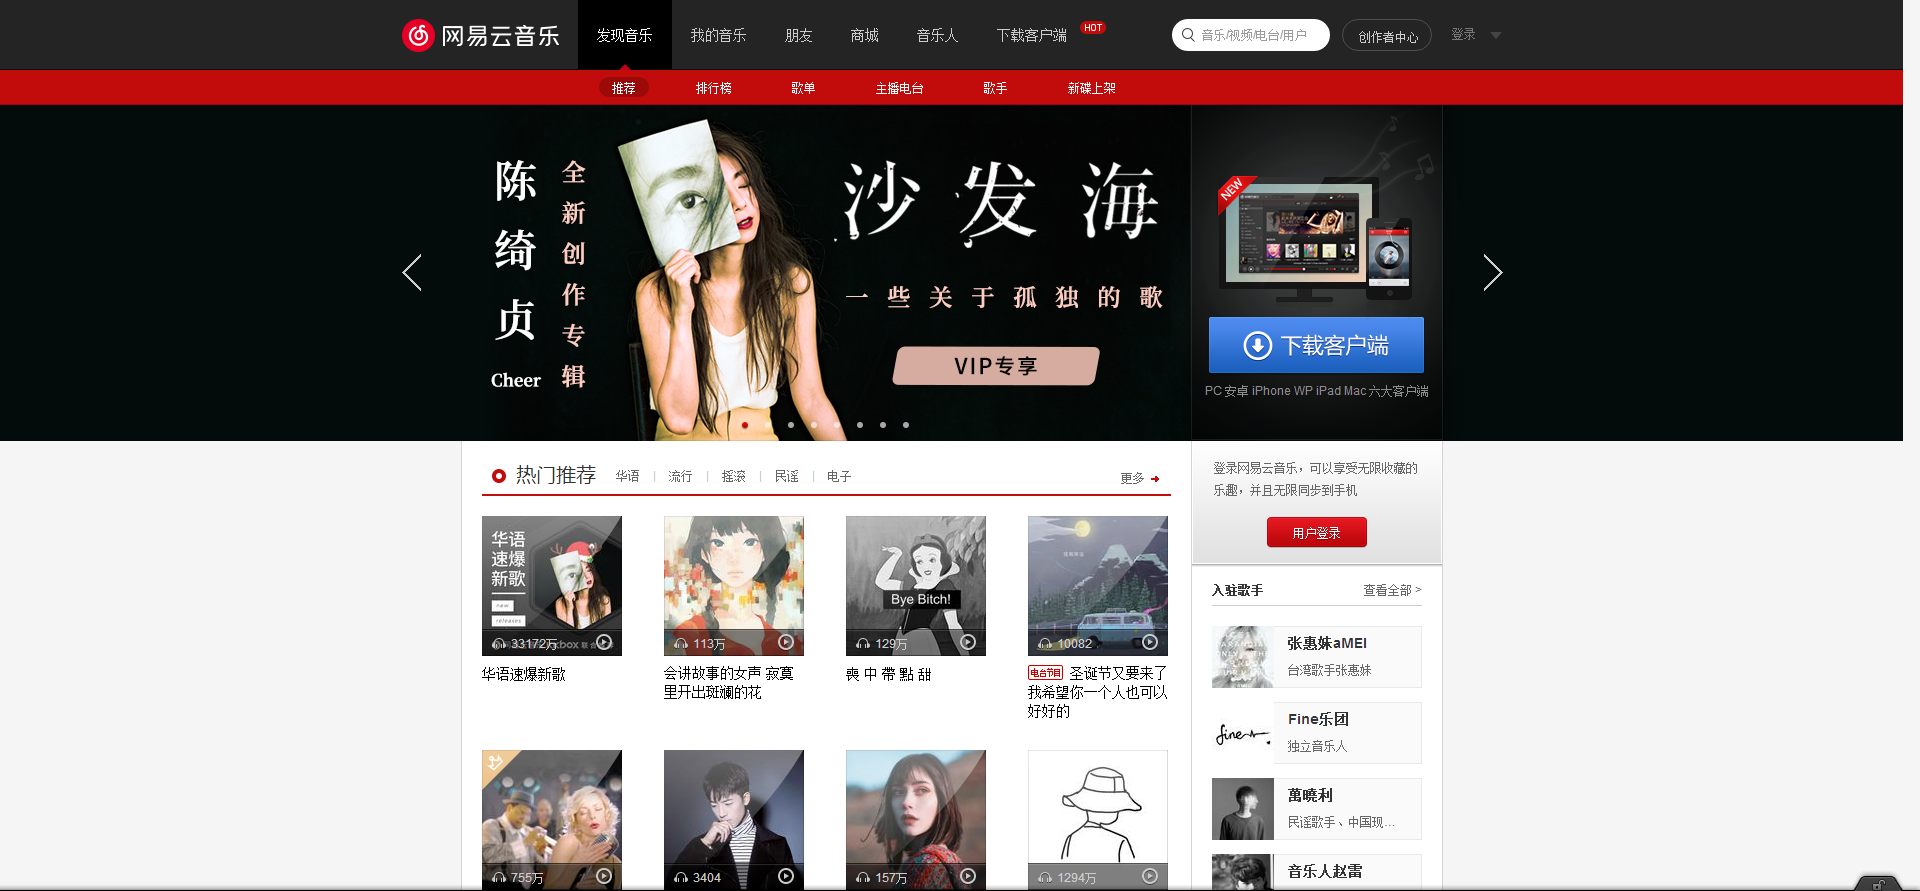 网易云音乐
发现音乐
我的音乐
朋友
商城
音乐人
下载客户端
HOT
音乐/视频/电台/用户
创作者中心
登录
推荐
排行榜
歌单
主播电台
歌手
新碟上架
陈绮贞
Cheer
全新创作专辑
沙发海
一些关于孤独的歌
VIP专享
NEW
下载客户端
PC 安卓 iPhone WP iPad Mac 六大客户端
热门推荐
华语
流行
摇滚
民谣
电子
更多
登录网易云音乐，可以享受无限收藏的
乐趣，并且无限同步到手机
用户登录
华语
速爆
新歌
new
releases
33172万
113万
Bye Bitch!
129万
10082
华语速爆新歌
会讲故事的女声 寂寞
里开出斑斓的花
喪 中 帶 點 甜
电台节目 圣诞节又要来了
我希望你一个人也可以
好好的
入驻歌手
查看全部 >
张惠妹aMEI
台湾歌手张惠妹
fine
Fine乐团
独立音乐人
萬曉利
民谣歌手、中国现...
音乐人赵雷
755万
3404
157万
1294万